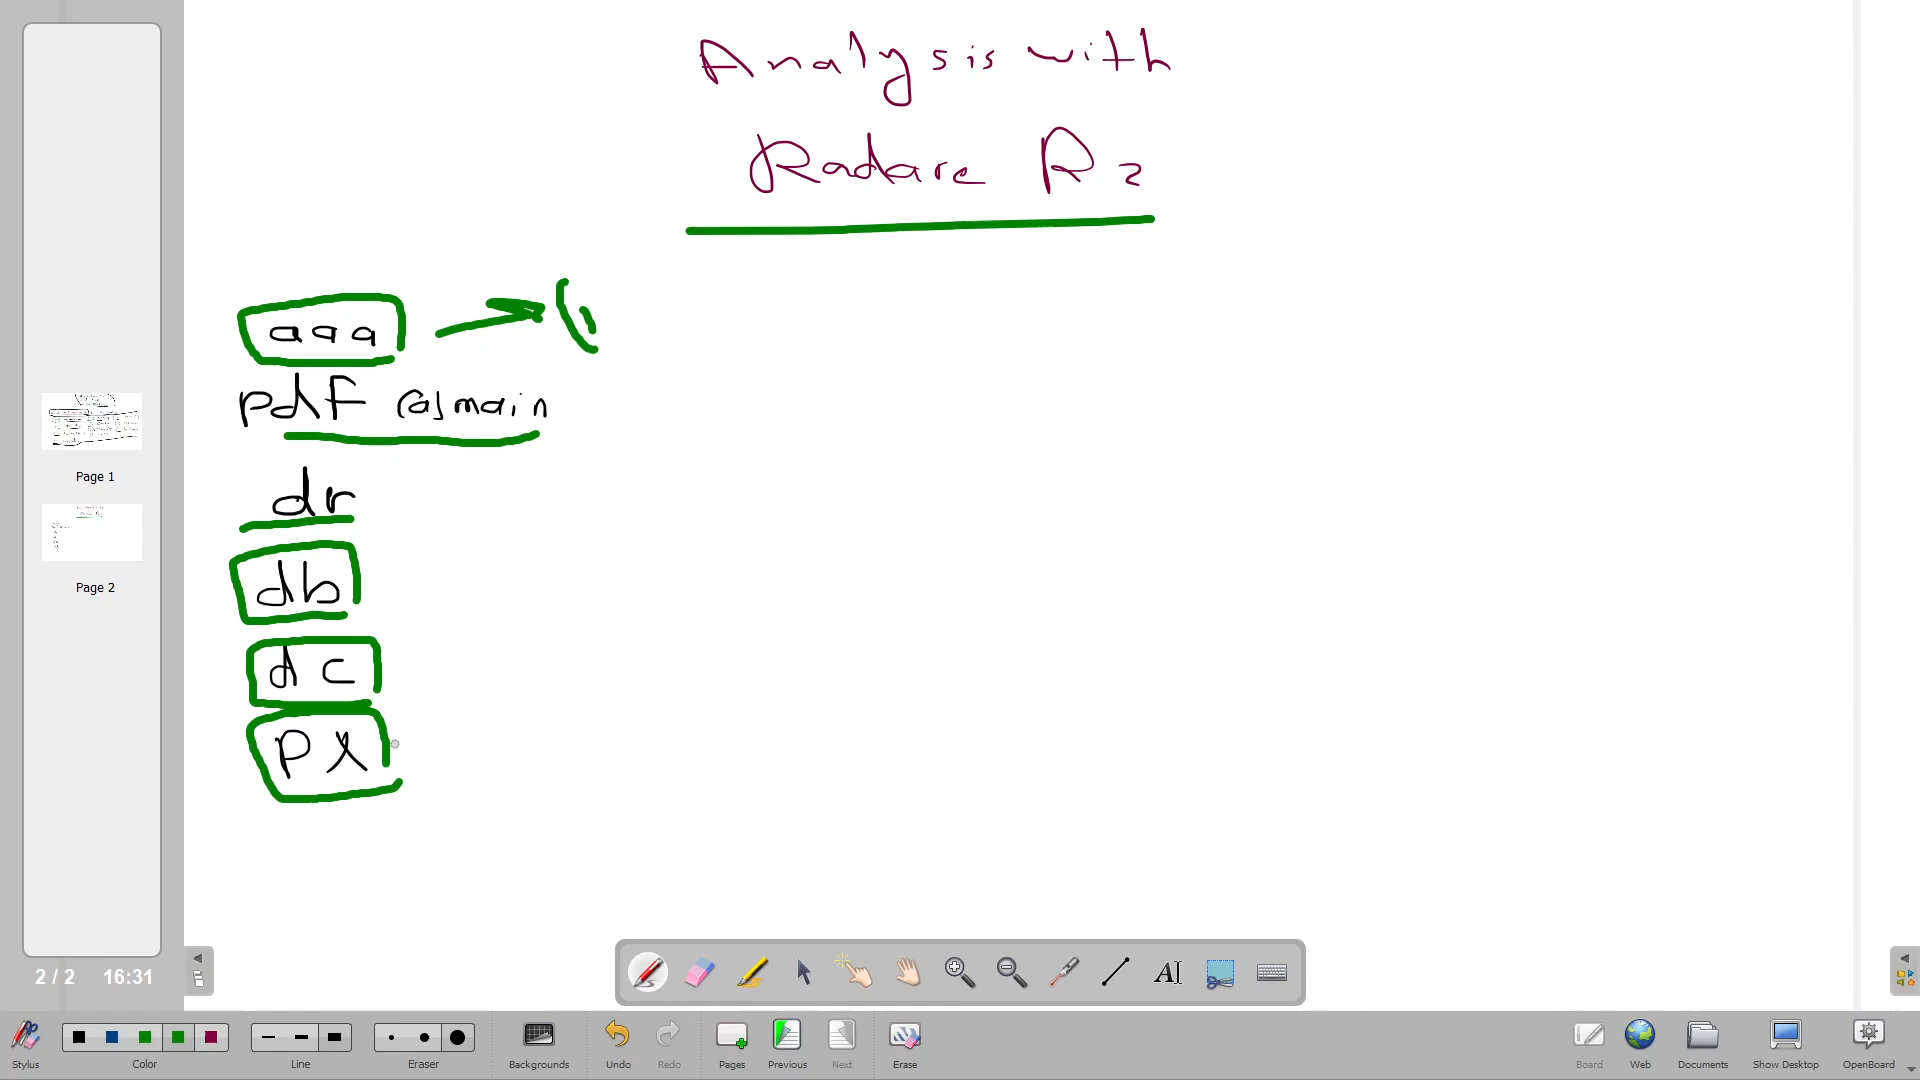 Analysis with
Radare R2
aaa
pdf [a]main
dr
db
dc
px
Page 1
Page 2
2 / 2 16:31
Stylus
Color
Line
Eraser
Backgrounds
Undo
Redo
Pages
Previous
Next
Erase
Board
Web
Documents
Show Desktop
OpenBoard